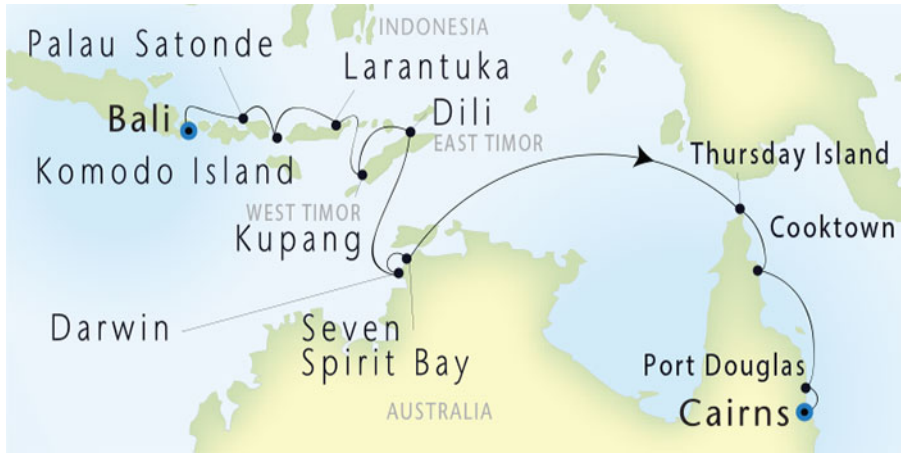 INDONESIA
Palau Satonde
Larantuka
Bali
Dili
EAST TIMOR
Thursday Island
Komodo Island
WEST TIMOR
Kupang
Cooktown
Darwin
Seven
Spirit Bay
Port Douglas
AUSTRALIA
Cairns